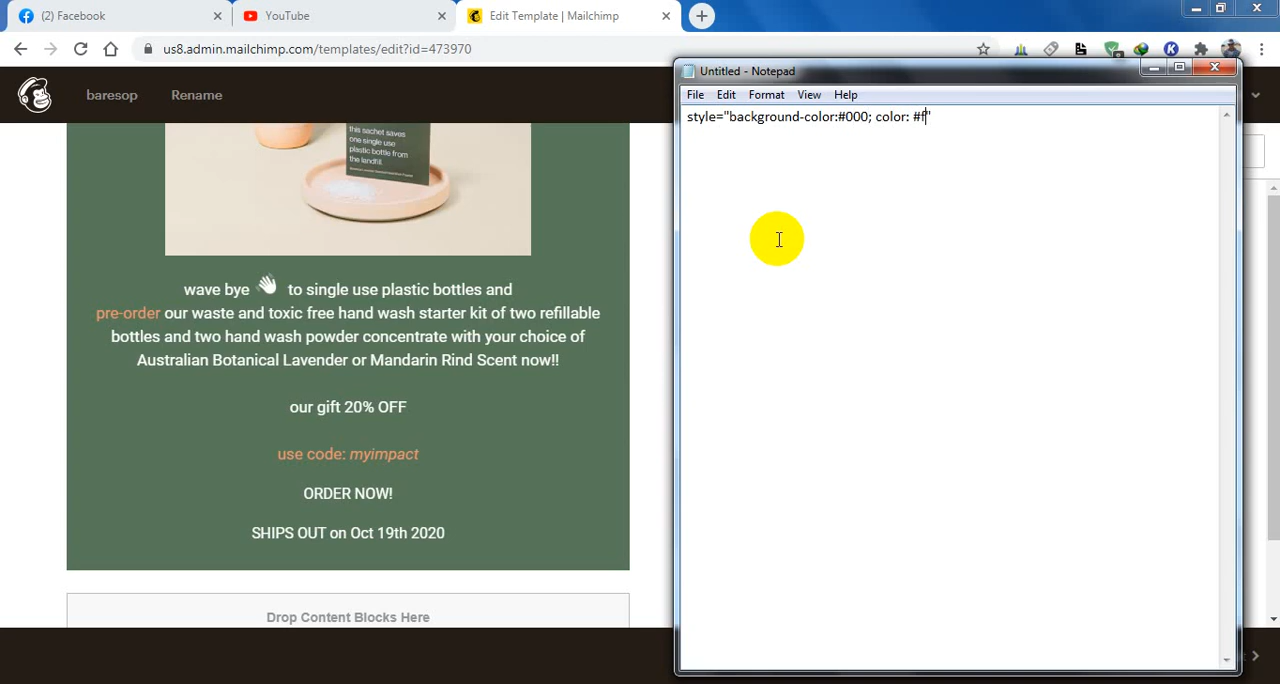 (2) Facebook
YouTube
Edit Template | Mailchimp
us8.admin.mailchimp.com/templates/edit?id=473970
baresop
Rename
this sachet saves
one single use
plastic bottle from
the landfill.
wave bye 👋 to single use plastic bottles and
pre-order our waste and toxic free hand wash starter kit of two refillable
bottles and two hand wash powder concentrate with your choice of
Australian Botanical Lavender or Mandarin Rind Scent now!!
our gift 20% OFF
use code: myimpact
ORDER NOW!
SHIPS OUT on Oct 19th 2020
Drop Content Blocks Here
Untitled - Notepad
File Edit Format View Help
style="background-color:#000; color: #f"